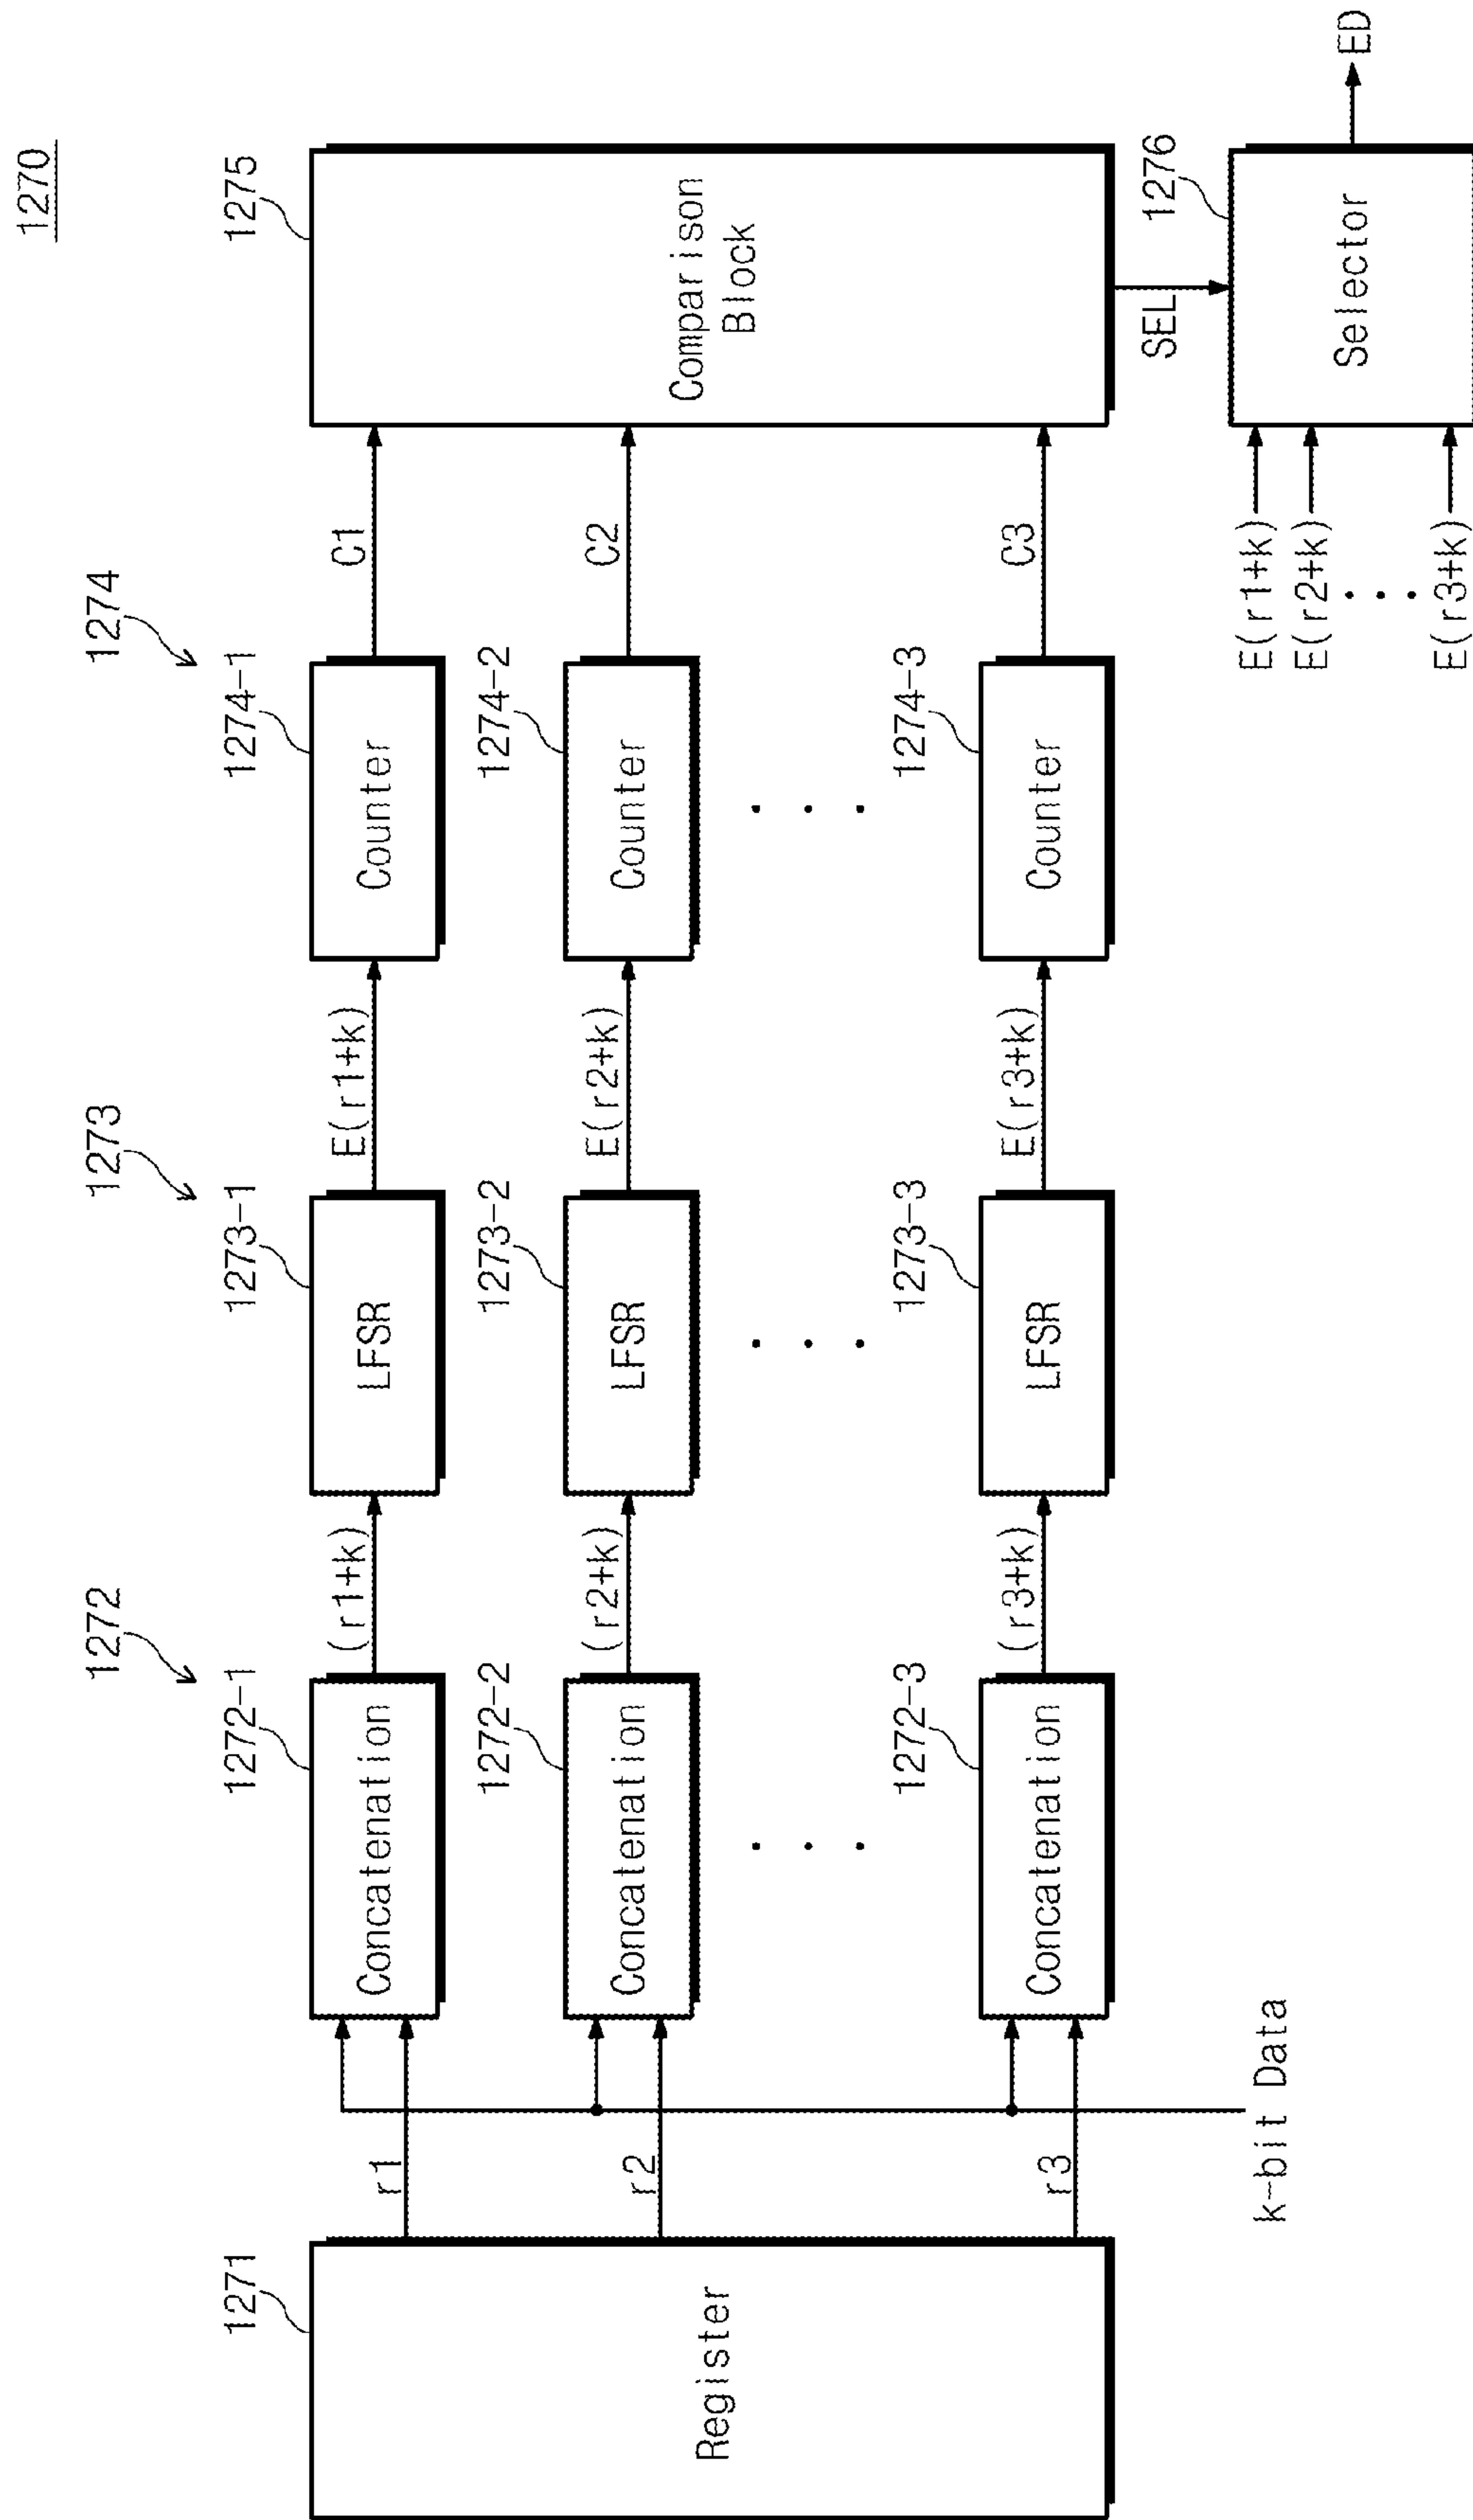 1270
1272
1273
1274
1271
1272-1
1273-1
1274-1
1275
Register
r1
Concatenation
(r1+k)
LFSR
E(r1+k)
Counter
C1
Comparison
Block
1272-2
1273-2
1274-2
r2
Concatenation
(r2+k)
LFSR
E(r2+k)
Counter
C2
. . .
. . .
. . .
1272-3
1273-3
1274-3
r3
Concatenation
(r3+k)
LFSR
E(r3+k)
Counter
C3
k-bit Data
SEL
1276
E(r1+k)
E(r2+k)
. . .
E(r3+k)
Selector
ED